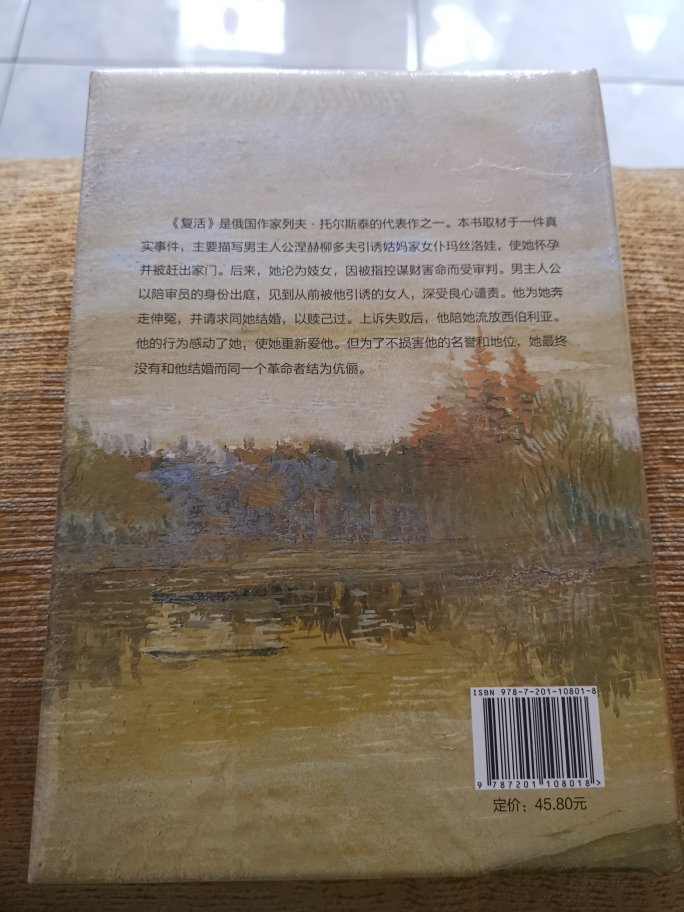 《复活》是俄国作家列夫·托尔斯泰的代表作之一。本书取材于一件真
实事件，主要描写男主人公涅赫柳多夫引诱姑妈家女仆玛丝洛娃，使她怀孕
并被赶出家门。后来，她沦为妓女，因被指控谋财害命而受审判。男主人公
以陪审员的身份出庭，见到从前被他引诱的女人，深受良心谴责。他为她奔
走伸冤，并请求同她结婚，以赎己过。上诉失败后，他陪她流放西伯利亚。
他的行为感动了她，使她重新爱他。但为了不损害他的名誉和地位，她最终
没有和他结婚而同一个革命者结为伉俪。
ISBN 978-7-201-10801-8
9 787201 108018 >
定价：45.80元